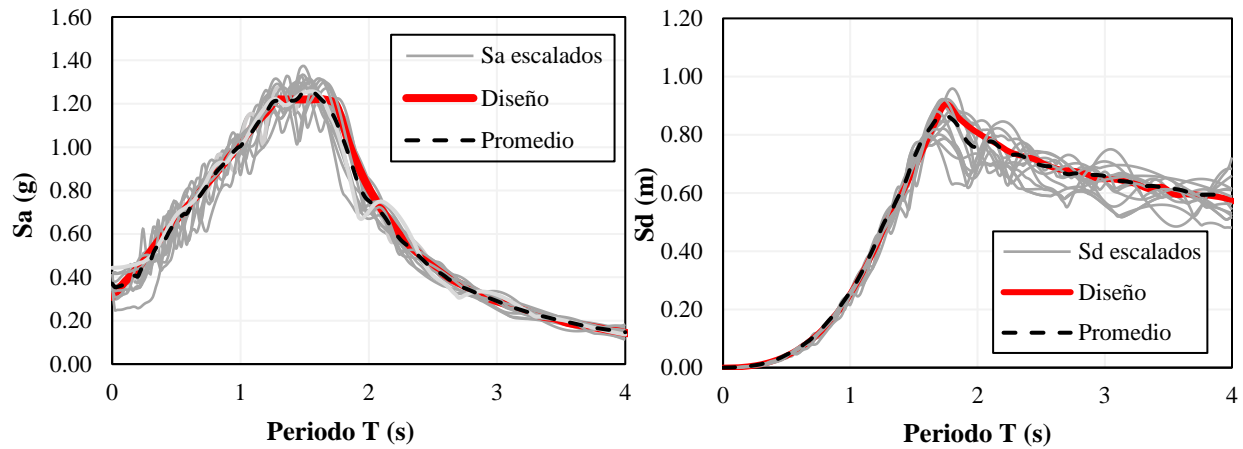 1.60
1.40
1.20
1.00
0.80
0.60
0.40
0.20
0.00
Sa (g)
Sa escalados
Diseño
Promedio
0 1 2 3 4
Periodo T (s)
1.20
1.00
0.80
0.60
0.40
0.20
0.00
Sd (m)
Sd escalados
Diseño
Promedio
0 1 2 3 4
Periodo T (s)